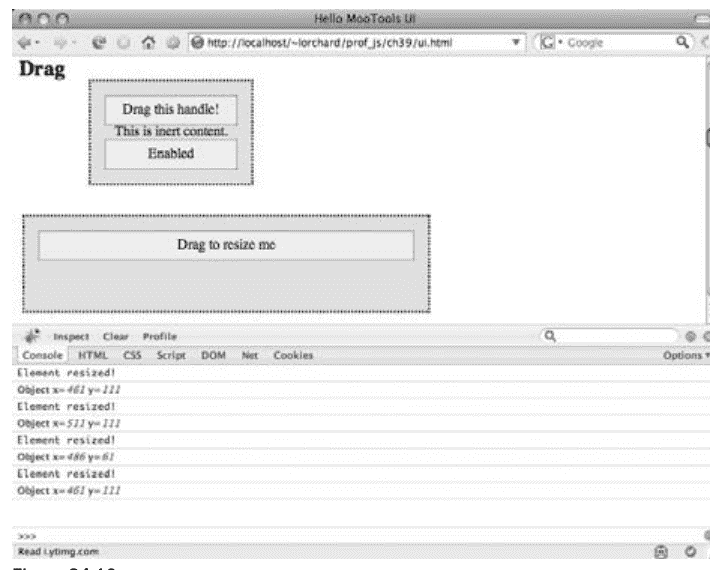 Hello MooTools UI
http://localhost/~lorchard/prof_js/ch39/ui.html
G Google
Drag
Drag this handle!
This is inert content.
Enabled
Drag to resize me
Inspect Clear Profile
Console HTML CSS Script DOM Net Cookies Options
Element resized!
Object x=461 y=111
Element resized!
Object x=511 y=111
Element resized!
Object x=486 y=61
Element resized!
Object x=461 y=111
>>>
Read i.ytimg.com